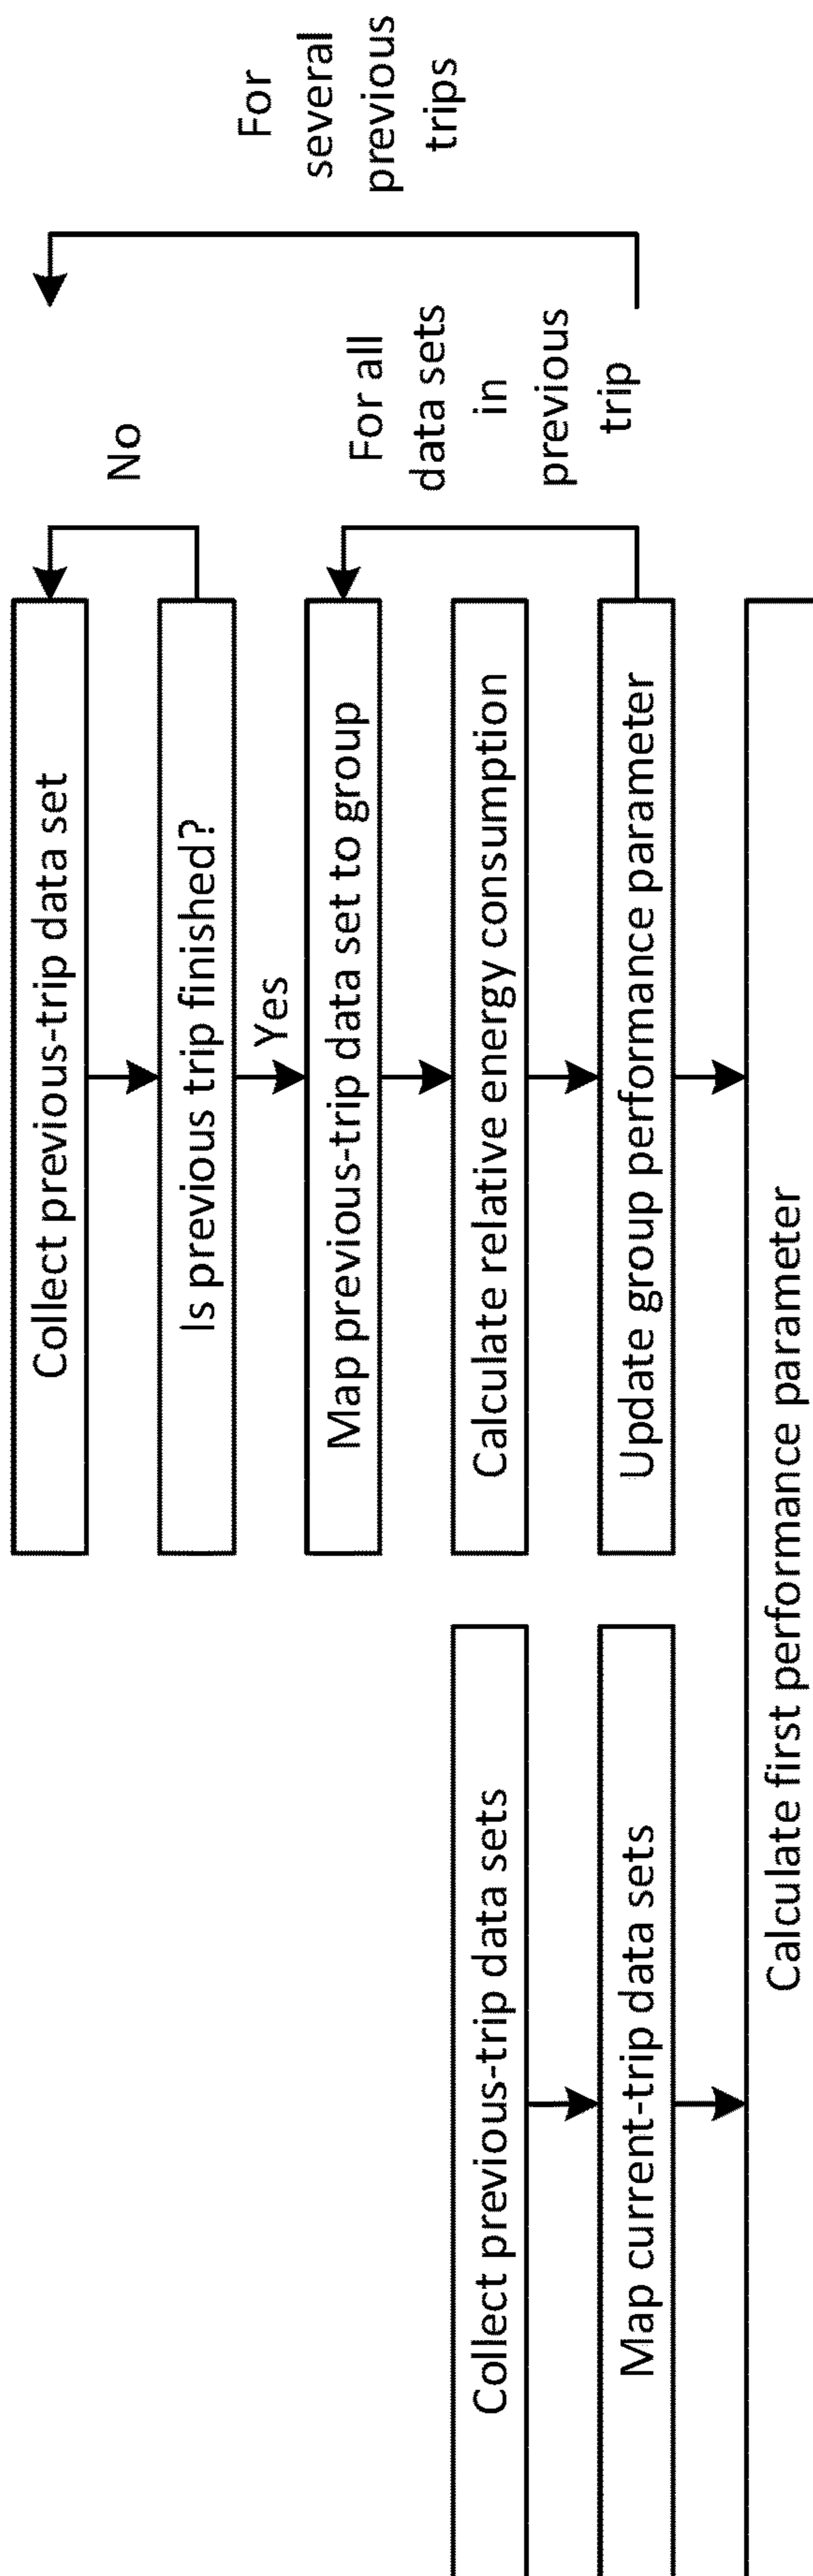 Collect previous-trip data set
Is previous trip finished?
No
Yes
Map previous-trip data set to group
Calculate relative energy consumption
Update group performance parameter
For all
data sets
in
previous
trip
For
several
previous
trips
Collect previous-trip data sets
Map current-trip data sets
Calculate first performance parameter